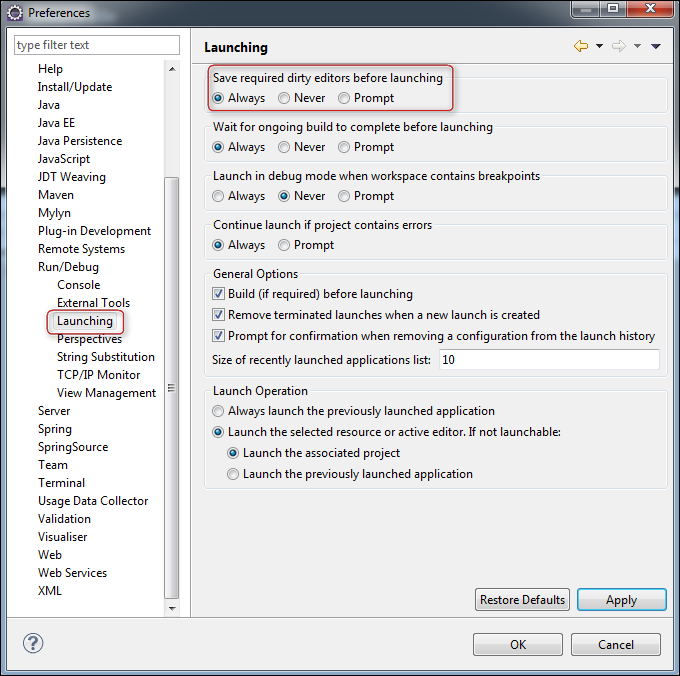 Preferences
type filter text
Help
Install/Update
Java
Java EE
Java Persistence
JavaScript
JDT Weaving
Maven
Mylyn
Plug-in Development
Remote Systems
Run/Debug
Console
External Tools
Launching
Perspectives
String Substitution
TCP/IP Monitor
View Management
Server
Spring
SpringSource
Team
Terminal
Usage Data Collector
Validation
Visualiser
Web
Web Services
XML
Launching
Save required dirty editors before launching
Always Never Prompt
Wait for ongoing build to complete before launching
Always Never Prompt
Launch in debug mode when workspace contains breakpoints
Always Never Prompt
Continue launch if project contains errors
Always Prompt
General Options
Build (if required) before launching
Remove terminated launches when a new launch is created
Prompt for confirmation when removing a configuration from the launch history
Size of recently launched applications list: 10
Launch Operation
Always launch the previously launched application
Launch the selected resource or active editor. If not launchable:
Launch the associated project
Launch the previously launched application
Restore Defaults Apply
? OK Cancel